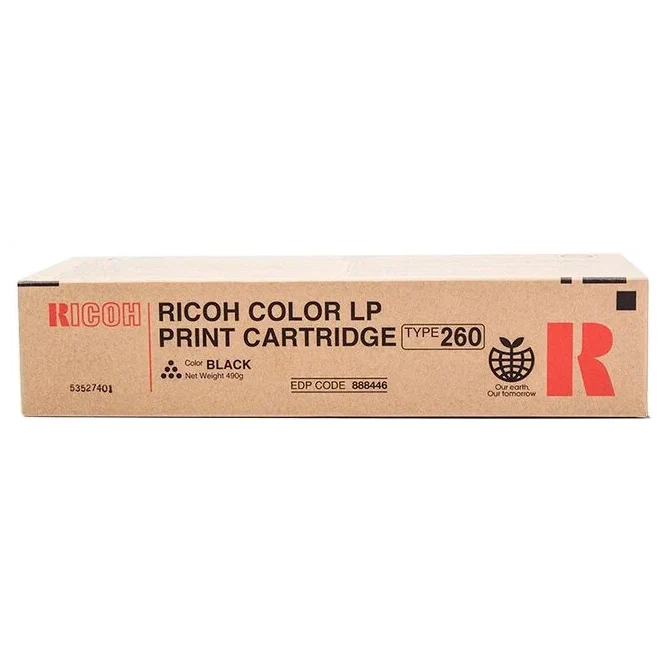 RICOH
RICOH COLOR LP
PRINT CARTRIDGE TYPE 260
Color BLACK
Net Weight 490g
53527401
EDP CODE 888446
Our earth,
Our tomorrow
R